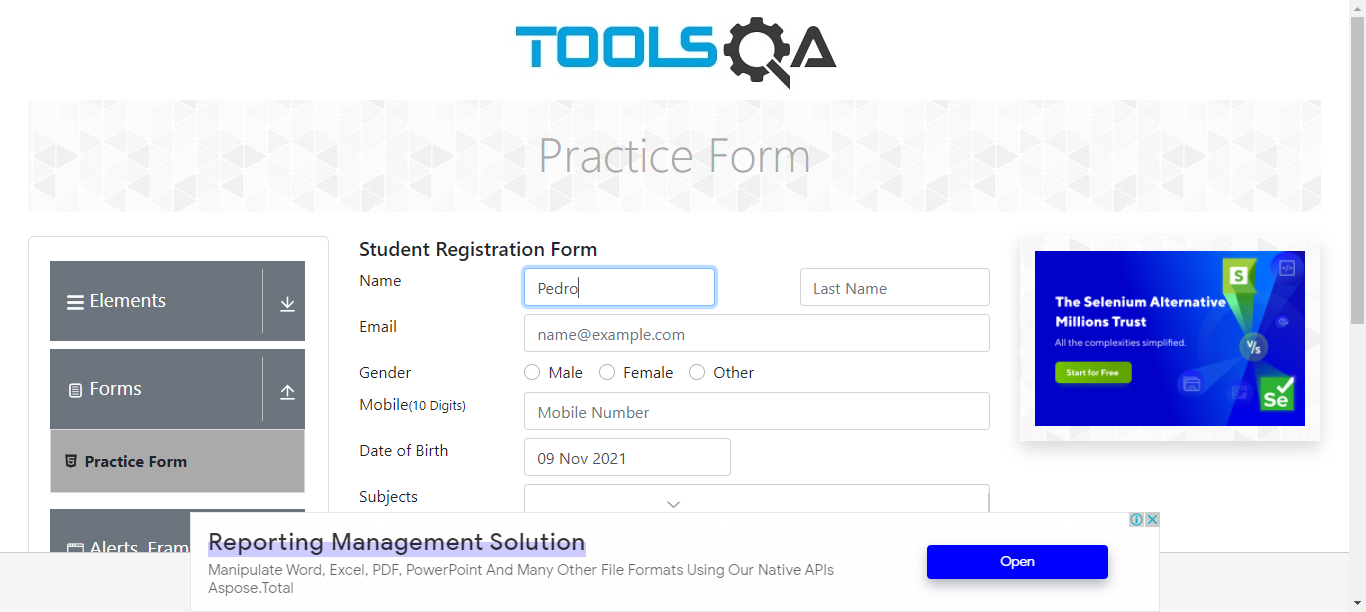 TOOLSQA
Practice Form
Elements
Forms
Practice Form
Student Registration Form
Name
Pedro
Last Name
Email
name@example.com
Gender
Male
Female
Other
Mobile(10 Digits)
Mobile Number
Date of Birth
09 Nov 2021
Subjects
The Selenium Alternative
Millions Trust
All the complexities simplified.
Start for Free
S
V/s
Se
Alerts, Fram
Reporting Management Solution
Manipulate Word, Excel, PDF, PowerPoint And Many Other File Formats Using Our Native APIs
Aspose.Total
Open